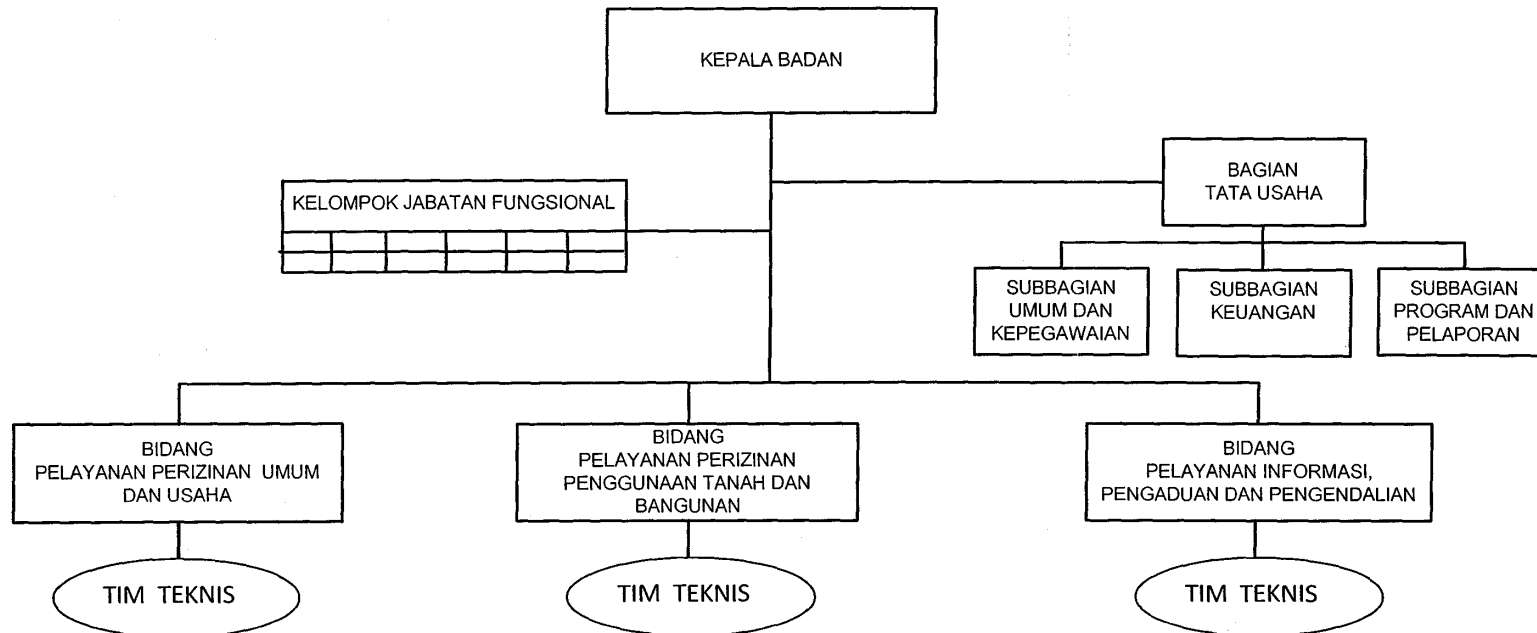 KEPALA BADAN
BAGIAN
TATA USAHA
KELOMPOK JABATAN FUNGSIONAL
SUBBAGIAN
UMUM DAN
KEPEGAWAIAN
SUBBAGIAN
KEUANGAN
SUBBAGIAN
PROGRAM DAN
PELAPORAN
BIDANG
PELAYANAN PERIZINAN UMUM
DAN USAHA
BIDANG
PELAYANAN PERIZINAN
PENGGUNAAN TANAH DAN
BANGUNAN
BIDANG
PELAYANAN INFORMASI,
PENGADUAN DAN PENGENDALIAN
TIM TEKNIS
TIM TEKNIS
TIM TEKNIS